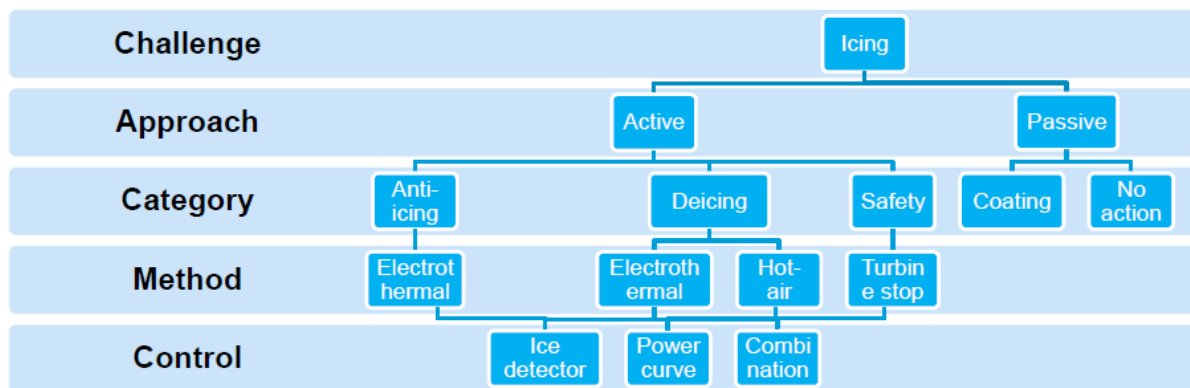 Challenge
Icing
Approach
Active
Passive
Category
Anti-
icing
Deicing
Safety
Coating
No
action
Method
Electrot
hermal
Electroth
ermal
Hot-
air
Turbin
e stop
Control
Ice
detector
Power
curve
Combi
nation